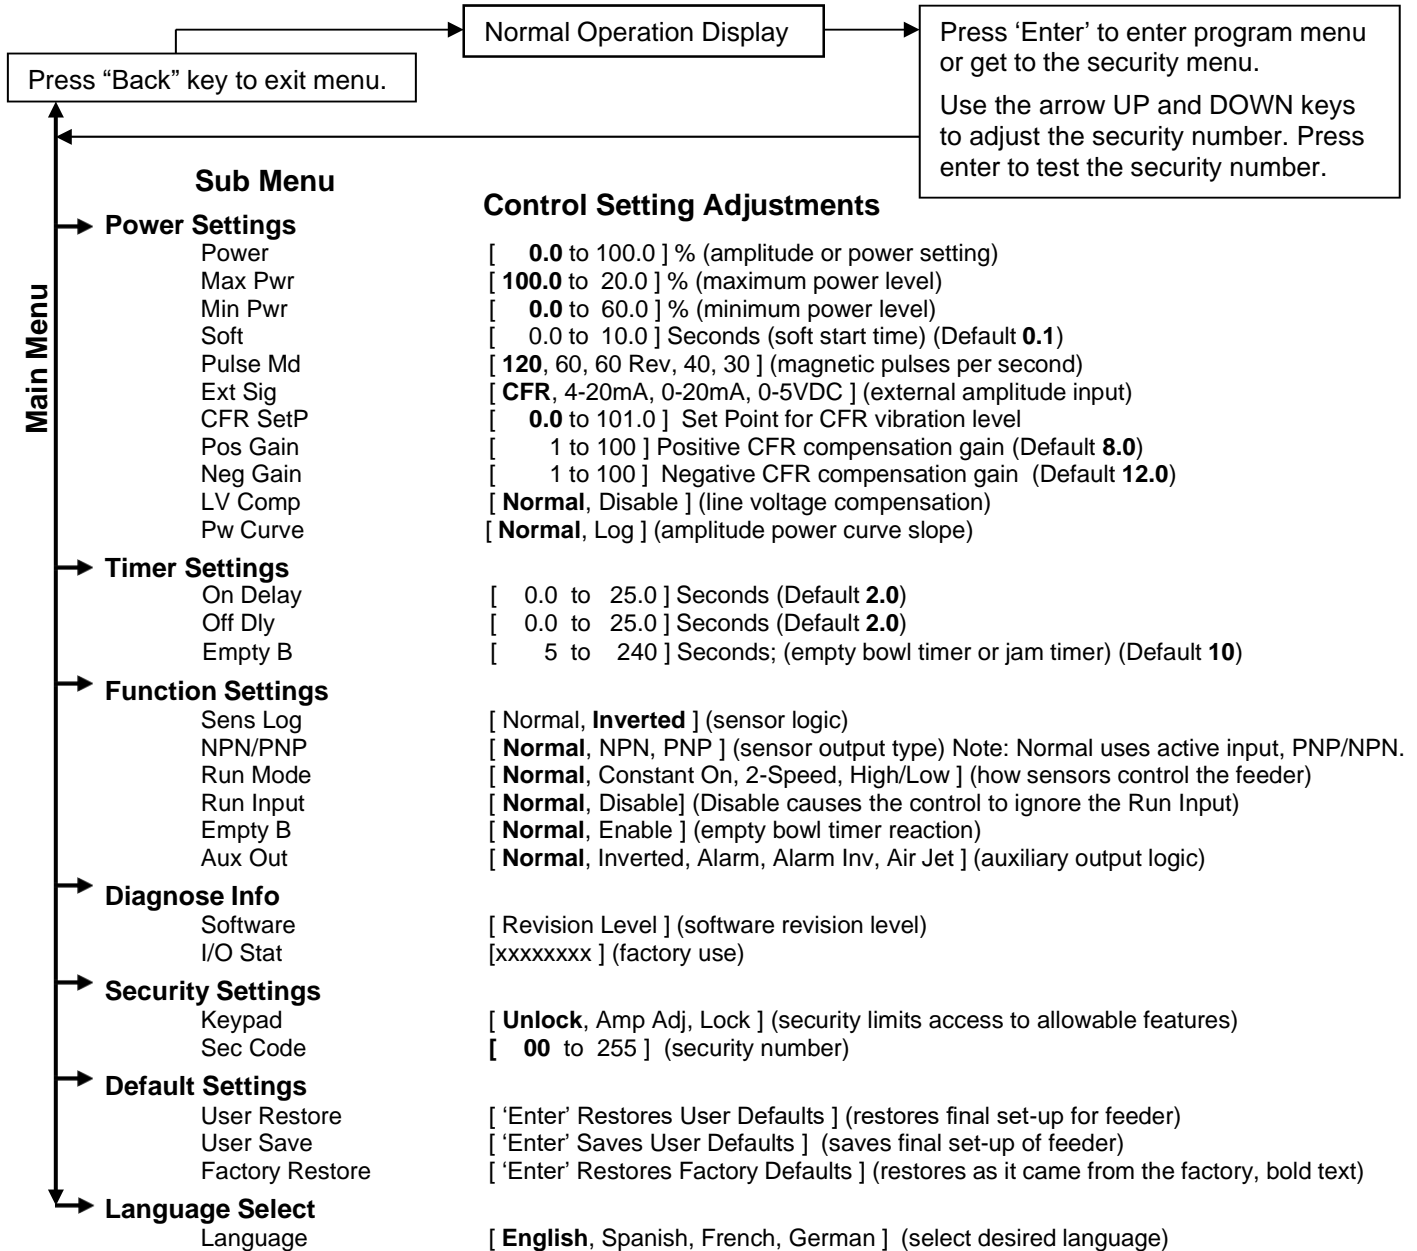 Normal Operation Display
Press ‘Enter’ to enter program menu
or get to the security menu.
Use the arrow UP and DOWN keys
to adjust the security number. Press
enter to test the security number.
Press “Back” key to exit menu.
Main Menu
Sub Menu
Control Setting Adjustments
Power Settings
Power [ 0.0 to 100.0 ] % (amplitude or power setting)
Max Pwr [ 100.0 to 20.0 ] % (maximum power level)
Min Pwr [ 0.0 to 60.0 ] % (minimum power level)
Soft [ 0.0 to 10.0 ] Seconds (soft start time) (Default 0.1)
Pulse Md [ 120, 60, 60 Rev, 40, 30 ] (magnetic pulses per second)
Ext Sig [ CFR, 4-20mA, 0-20mA, 0-5VDC ] (external amplitude input)
CFR SetP [ 0.0 to 101.0 ] Set Point for CFR vibration level
Pos Gain [ 1 to 100 ] Positive CFR compensation gain (Default 8.0)
Neg Gain [ 1 to 100 ] Negative CFR compensation gain (Default 12.0)
LV Comp [ Normal, Disable ] (line voltage compensation)
Pw Curve [ Normal, Log ] (amplitude power curve slope)
Timer Settings
On Delay [ 0.0 to 25.0 ] Seconds (Default 2.0)
Off Dly [ 0.0 to 25.0 ] Seconds (Default 2.0)
Empty B [ 5 to 240 ] Seconds; (empty bowl timer or jam timer) (Default 10)
Function Settings
Sens Log [ Normal, Inverted ] (sensor logic)
NPN/PNP [ Normal, NPN, PNP ] (sensor output type) Note: Normal uses active input, PNP/NPN.
Run Mode [ Normal, Constant On, 2-Speed, High/Low ] (how sensors control the feeder)
Run Input [ Normal, Disable] (Disable causes the control to ignore the Run Input)
Empty B [ Normal, Enable ] (empty bowl timer reaction)
Aux Out [ Normal, Inverted, Alarm, Alarm Inv, Air Jet ] (auxiliary output logic)
Diagnose Info
Software [ Revision Level ] (software revision level)
I/O Stat [xxxxxxxx ] (factory use)
Security Settings
Keypad [ Unlock, Amp Adj, Lock ] (security limits access to allowable features)
Sec Code [ 00 to 255 ] (security number)
Default Settings
User Restore [ ‘Enter’ Restores User Defaults ] (restores final set-up for feeder)
User Save [ ‘Enter’ Saves User Defaults ] (saves final set-up of feeder)
Factory Restore [ ‘Enter’ Restores Factory Defaults ] (restores as it came from the factory, bold text)
Language Select
Language [ English, Spanish, French, German ] (select desired language)